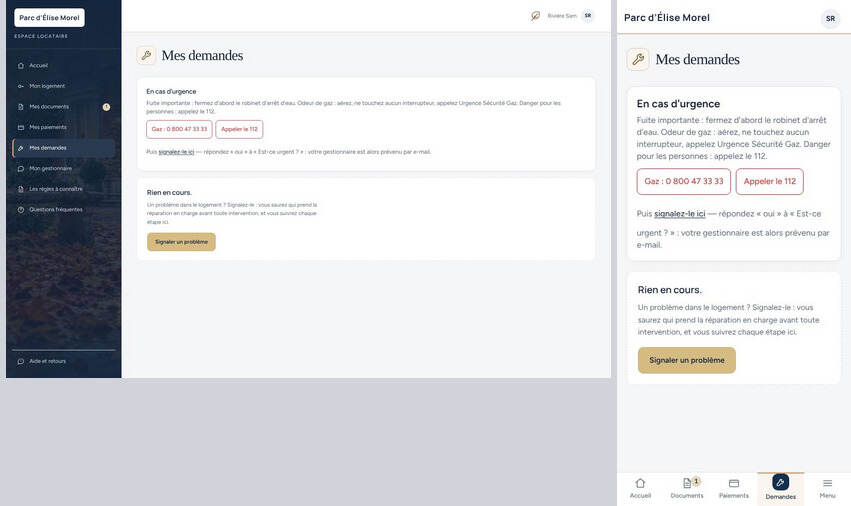 Parc d'Élise Morel
ESPACE LOCATAIRE
Accueil
Mon logement
Mes documents
1
Mes paiements
Mes demandes
Mon gestionnaire
Les règles à connaître
Questions fréquentes
Aide et retours
Rivière Sam
SR
Mes demandes
En cas d'urgence
Fuite importante : fermez d'abord le robinet d'arrêt d'eau. Odeur de gaz : aérez, ne touchez aucun interrupteur, appelez Urgence Sécurité Gaz. Danger pour les
personnes : appelez le 112.
Gaz : 0 800 47 33 33
Appeler le 112
Puis signalez-le ici — répondez « oui » à « Est-ce urgent ? » : votre gestionnaire est alors prévenu par e-mail.
Rien en cours.
Un problème dans le logement ? Signalez-le : vous saurez qui prend la
réparation en charge avant toute intervention, et vous suivrez chaque
étape ici.
Signaler un problème
Parc d'Élise Morel
SR
Mes demandes
En cas d'urgence
Fuite importante : fermez d'abord le robinet d'arrêt
d'eau. Odeur de gaz : aérez, ne touchez aucun
interrupteur, appelez Urgence Sécurité Gaz. Danger
pour les personnes : appelez le 112.
Gaz : 0 800 47 33 33
Appeler le 112
Puis signalez-le ici — répondez « oui » à « Est-ce
urgent ? » : votre gestionnaire est alors prévenu par
e-mail.
Rien en cours.
Un problème dans le logement ? Signalez-le : vous
saurez qui prend la réparation en charge avant toute
intervention, et vous suivrez chaque étape ici.
Signaler un problème
Accueil
1
Documents
Paiements
Demandes
Menu